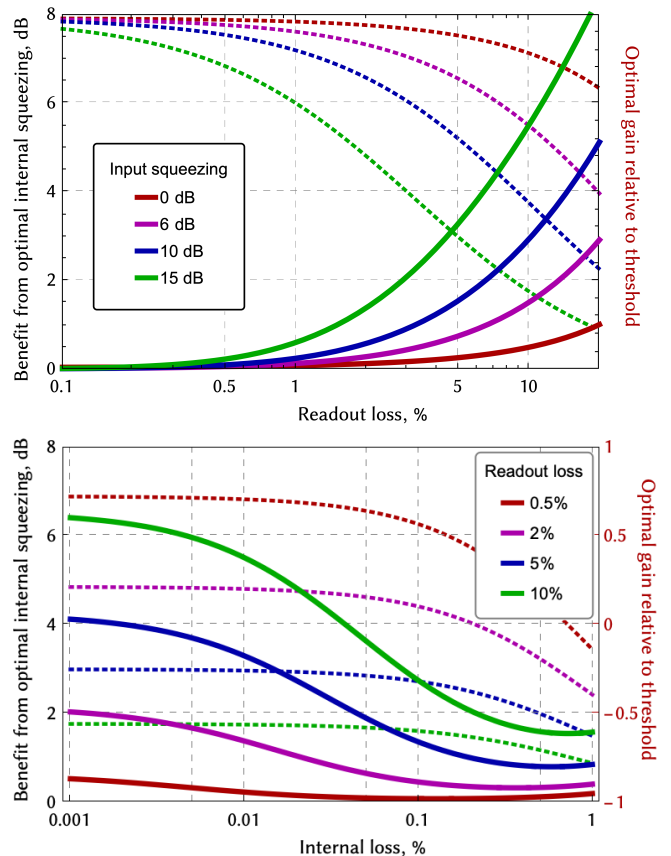 Benefit from optimal internal squeezing, dB
8
6
4
2
0
Input squeezing
0 dB
6 dB
10 dB
15 dB
0.1
0.5
1
5
10
Readout loss, %
Optimal gain relative to threshold
Benefit from optimal internal squeezing, dB
8
6
4
2
0
Readout loss
0.5%
2%
5%
10%
1
0.5
0
−0.5
−1
Optimal gain relative to threshold
0.001
0.01
0.1
1
Internal loss, %